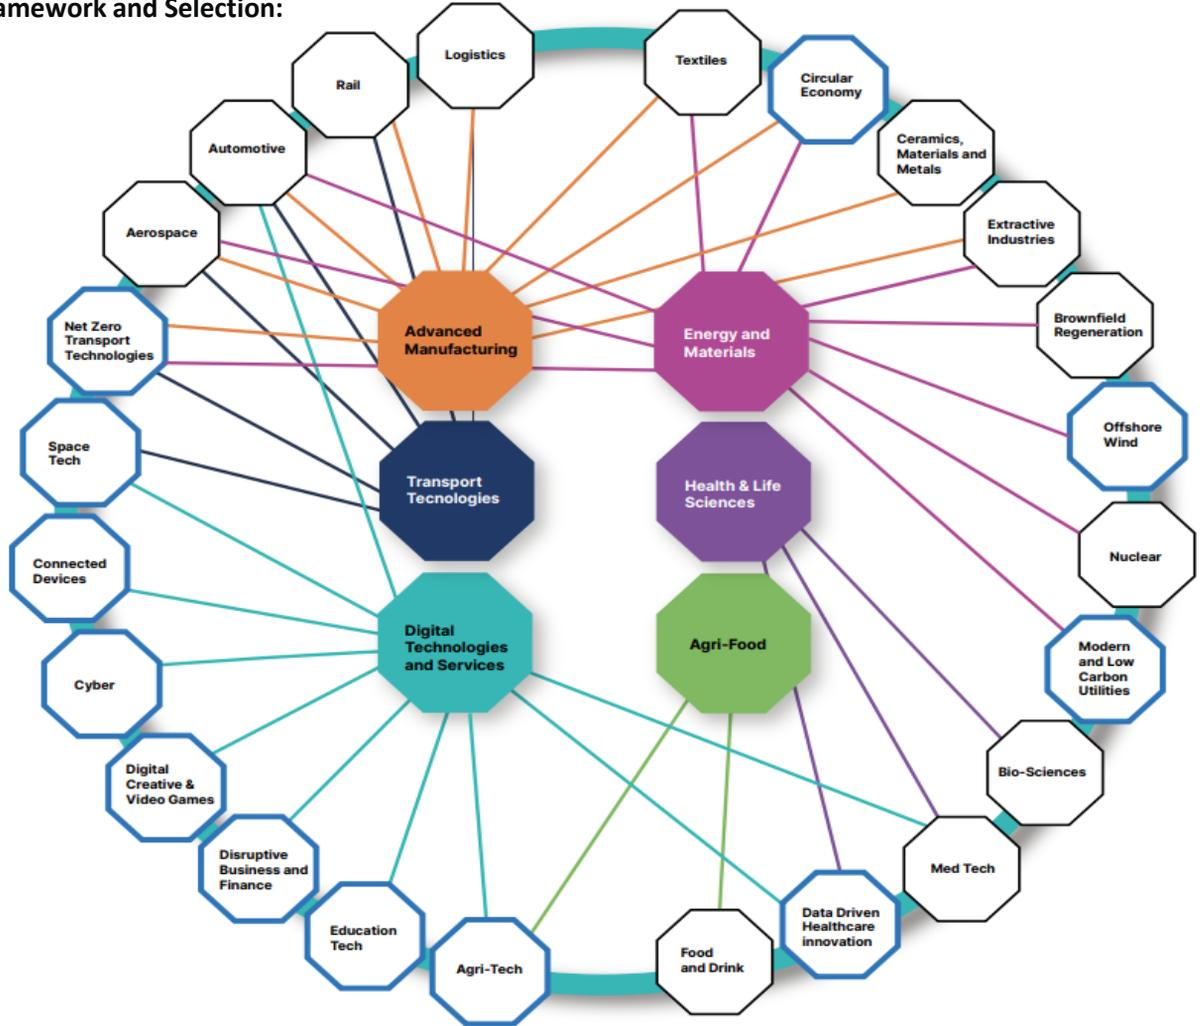 amework and Selection:
Logistics
Textiles
Rail
Circular
Economy
Automotive
Ceramics,
Materials and
Metals
Aerospace
Extractive
Industries
Net Zero
Transport
Technologies
Advanced
Manufacturing
Energy and
Materials
Brownfield
Regeneration
Space
Tech
Offshore
Wind
Transport
Tecnologies
Health & Life
Sciences
Connected
Devices
Nuclear
Digital
Technologies
and Services
Agri-Food
Cyber
Modern
and Low
Carbon
Utilities
Digital
Creative &
Video Games
Bio-Sciences
Disruptive
Business and
Finance
Med Tech
Education
Tech
Data Driven
Healthcare
innovation
Agri-Tech
Food
and Drink